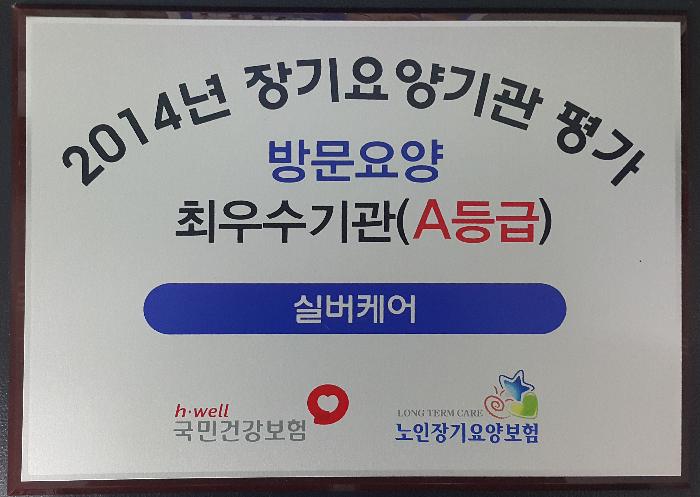 2014년 장기요양기관 평가
방문요양
최우수기관(A등급)
실버케어
h·well
국민건강보험
LONG TERM CARE
노인장기요양보험